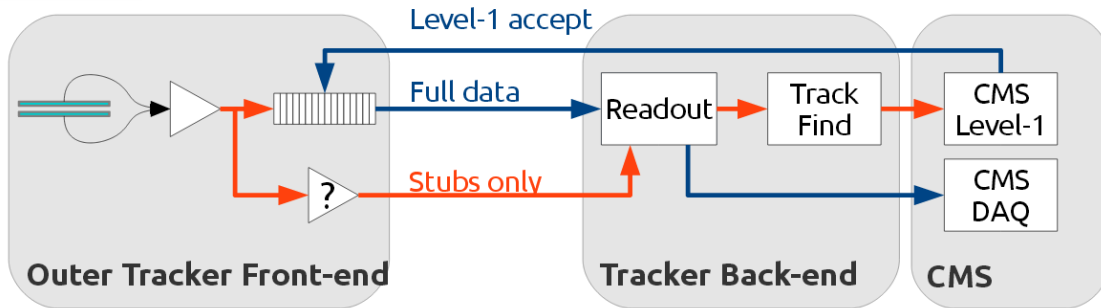 Level-1 accept
Full data
Readout
Track
Find
CMS
Level-1
?
Stubs only
CMS
DAQ
Outer Tracker Front-end
Tracker Back-end
CMS